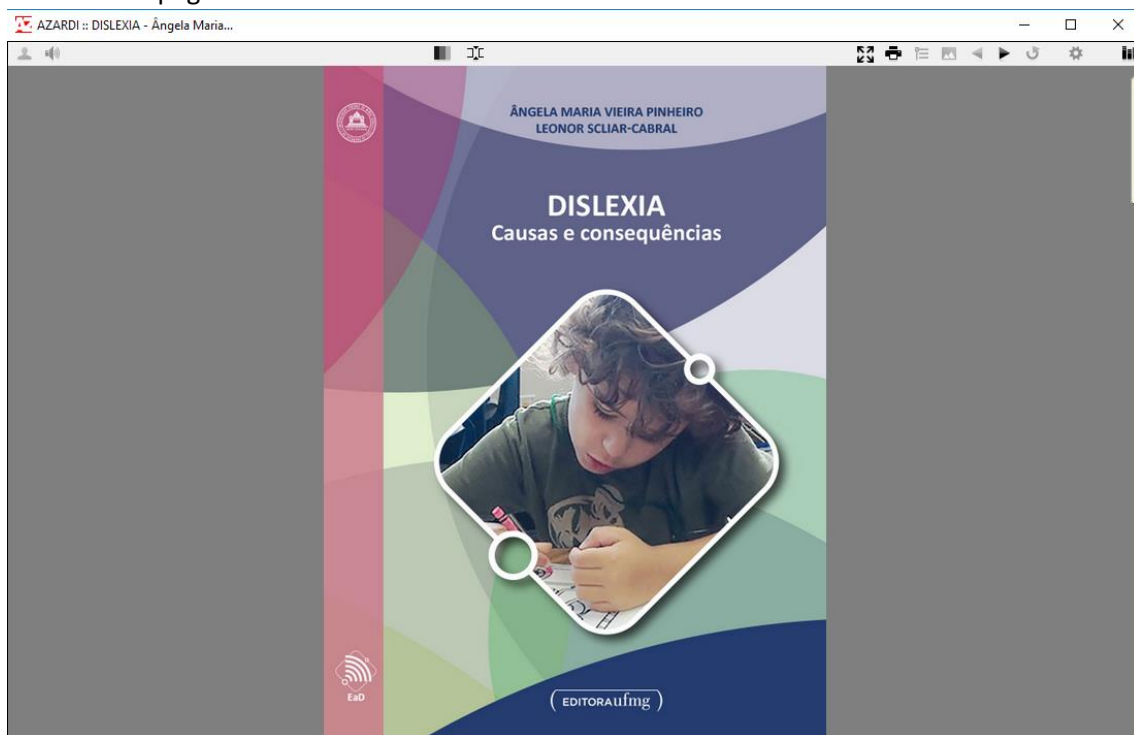 AZARDI :: DISLEXIA - Ângela Maria...
ÂNGELA MARIA VIEIRA PINHEIRO
LEONOR SCLIAR-CABRAL
DISLEXIA
Causas e consequências
EaD
EDITORAufmg